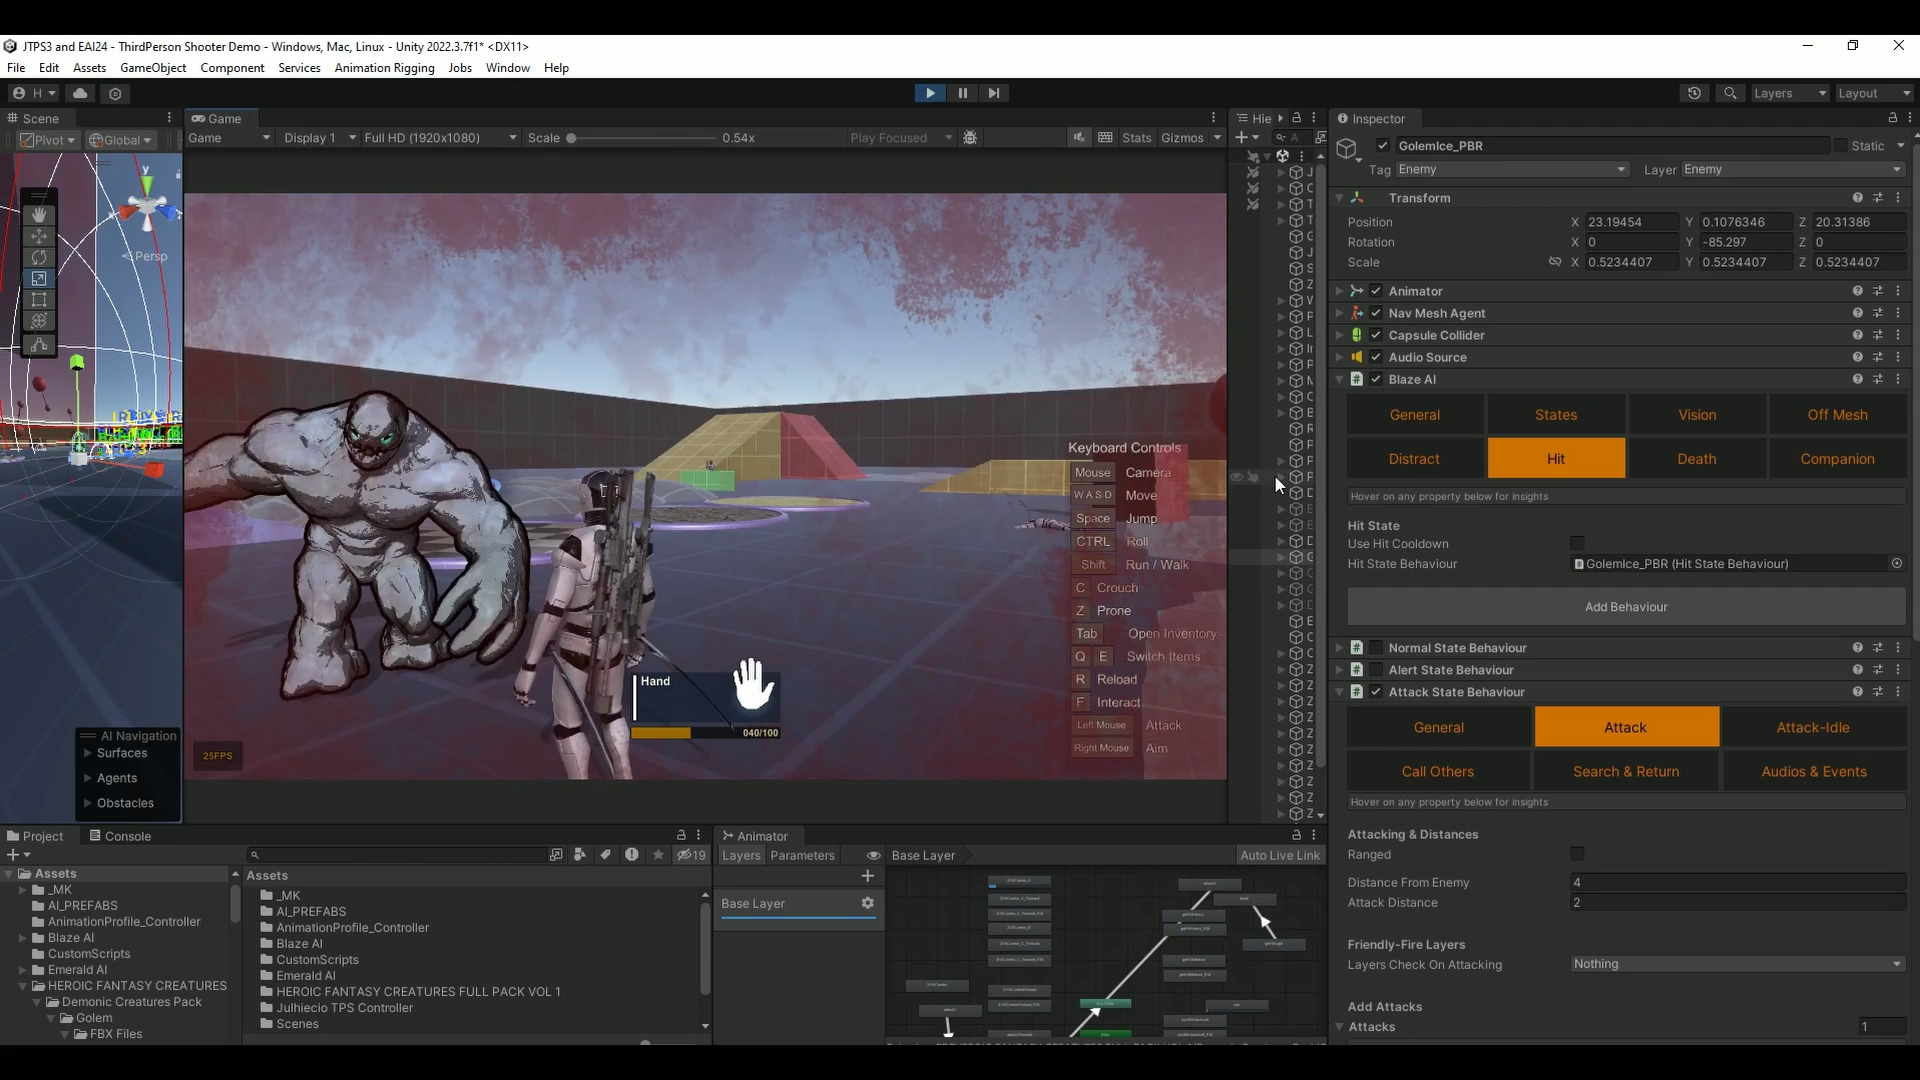 JTPS3 and EAI24 - ThirdPerson Shooter Demo - Windows, Mac, Linux - Unity 2022.3.7f1* <DX11>
File Edit Assets GameObject Component Services Animation Rigging Jobs Window Help
H Layers Layout
Scene Game Hie Inspector
Pivot Global Game Display 1 Full HD (1920x1080) Scale 0.54x Play Focused Stats Gizmos
GolemIce_PBR Static
Tag Enemy Layer Enemy
Transform
Position X 23.19454 Y 0.1076346 Z 20.31386
Rotation X 0 Y -85.297 Z 0
Scale X 0.5234407 Y 0.5234407 Z 0.5234407
y
Persp
Animator
Nav Mesh Agent
Capsule Collider
Audio Source
Blaze AI
General States Vision Off Mesh
Distract Hit Death Companion
Hover on any property below for insights
Hit State
Use Hit Cooldown
Hit State Behaviour GolemIce_PBR (Hit State Behaviour)
Add Behaviour
Normal State Behaviour
Alert State Behaviour
Attack State Behaviour
General Attack Attack-Idle
Call Others Search & Return Audios & Events
Hover on any property below for insights
Attacking & Distances
Ranged
Distance From Enemy 4
Attack Distance 2
Friendly-Fire Layers
Layers Check On Attacking Nothing
Add Attacks
Attacks 1
Keyboard Controls
Mouse Camera
W A S D Move
Space Jump
CTRL Roll
Shift Run / Walk
C Crouch
Z Prone
Tab Open Inventory
Q E Switch Items
R Reload
F Interact
Left Mouse Attack
Right Mouse Aim
Hand
040/100
25FPS
AI Navigation
Surfaces
Agents
Obstacles
Project Console
19
Assets
_MK
AI_PREFABS
AnimationProfile_Controller
Blaze AI
CustomScripts
Emerald AI
HEROIC FANTASY CREATURES
Demonic Creatures Pack
Golem
FBX Files
Assets
_MK
AI_PREFABS
AnimationProfile_Controller
Blaze AI
CustomScripts
Emerald AI
HEROIC FANTASY CREATURES FULL PACK VOL 1
Julhiecio TPS Controller
Scenes
Animator
Layers Parameters Base Layer Auto Live Link
Base Layer